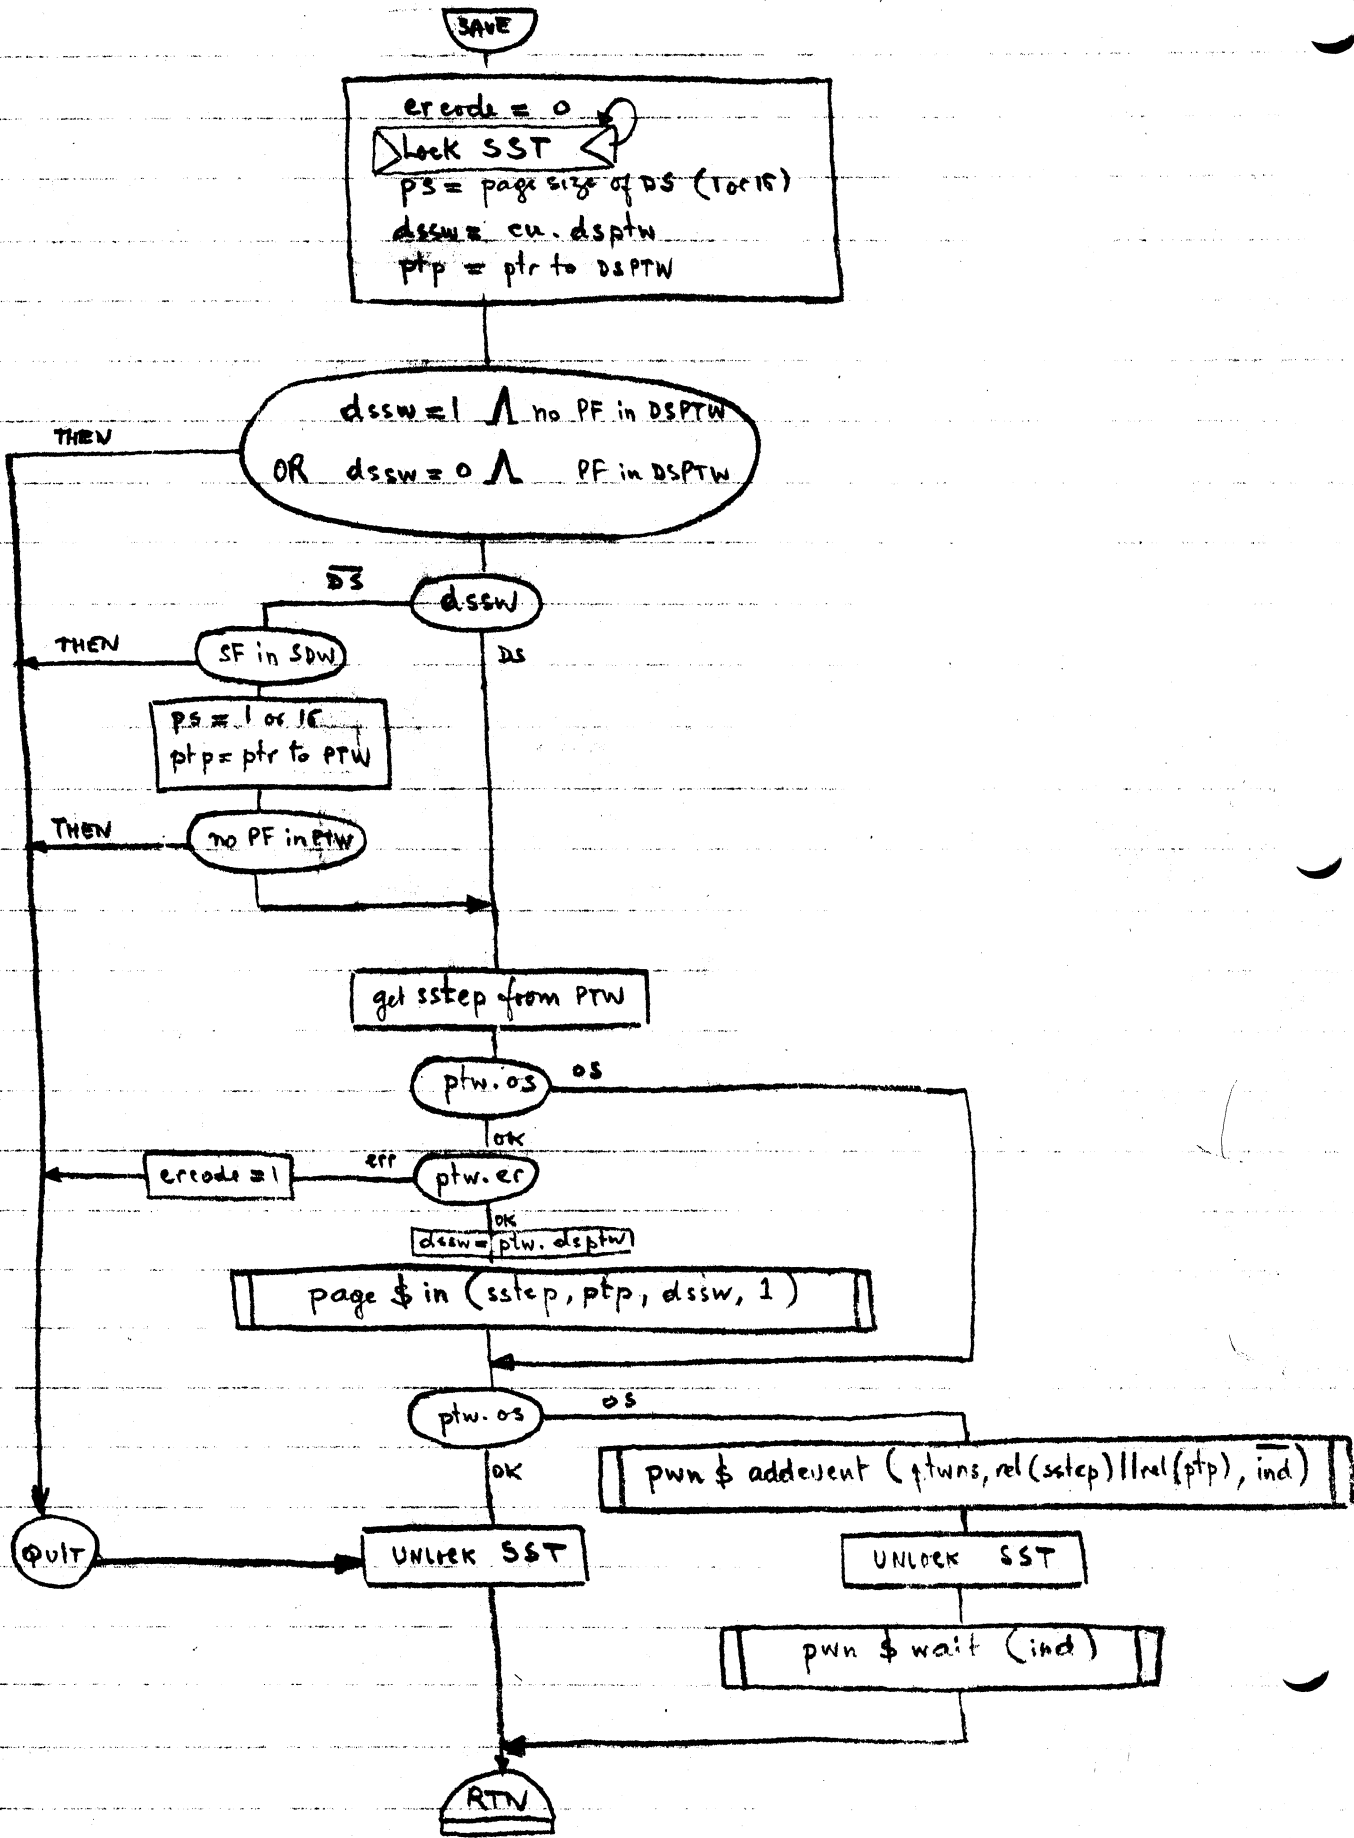 SAVE
ercode = 0
Lock SST
ps = page size of DS (1 or 16)
dssw = cu.dsptw
ptp = ptr to DSPTW
dssw = 1 Λ no PF in DSPTW
THEN
OR dssw = 0 Λ PF in DSPTW
D̅S̅
dssw
THEN
SF in SDW
DS
ps = 1 or 16
ptp = ptr to PTW
THEN
no PF in PTW
get sstep from PTW
ptw.os
OS
OK
ercode = 1
err
ptw.er
OK
dssw = ptw.dsptw
page $ in (sstep, ptp, dssw, 1)
ptw.os
OS
OK
pwn $ addevent (ptwns, rel(sstep)||rel(ptp), i̅n̅d̅)
QUIT
UNLOCK SST
UNLOCK SST
pwn $ wait (ind)
RTN